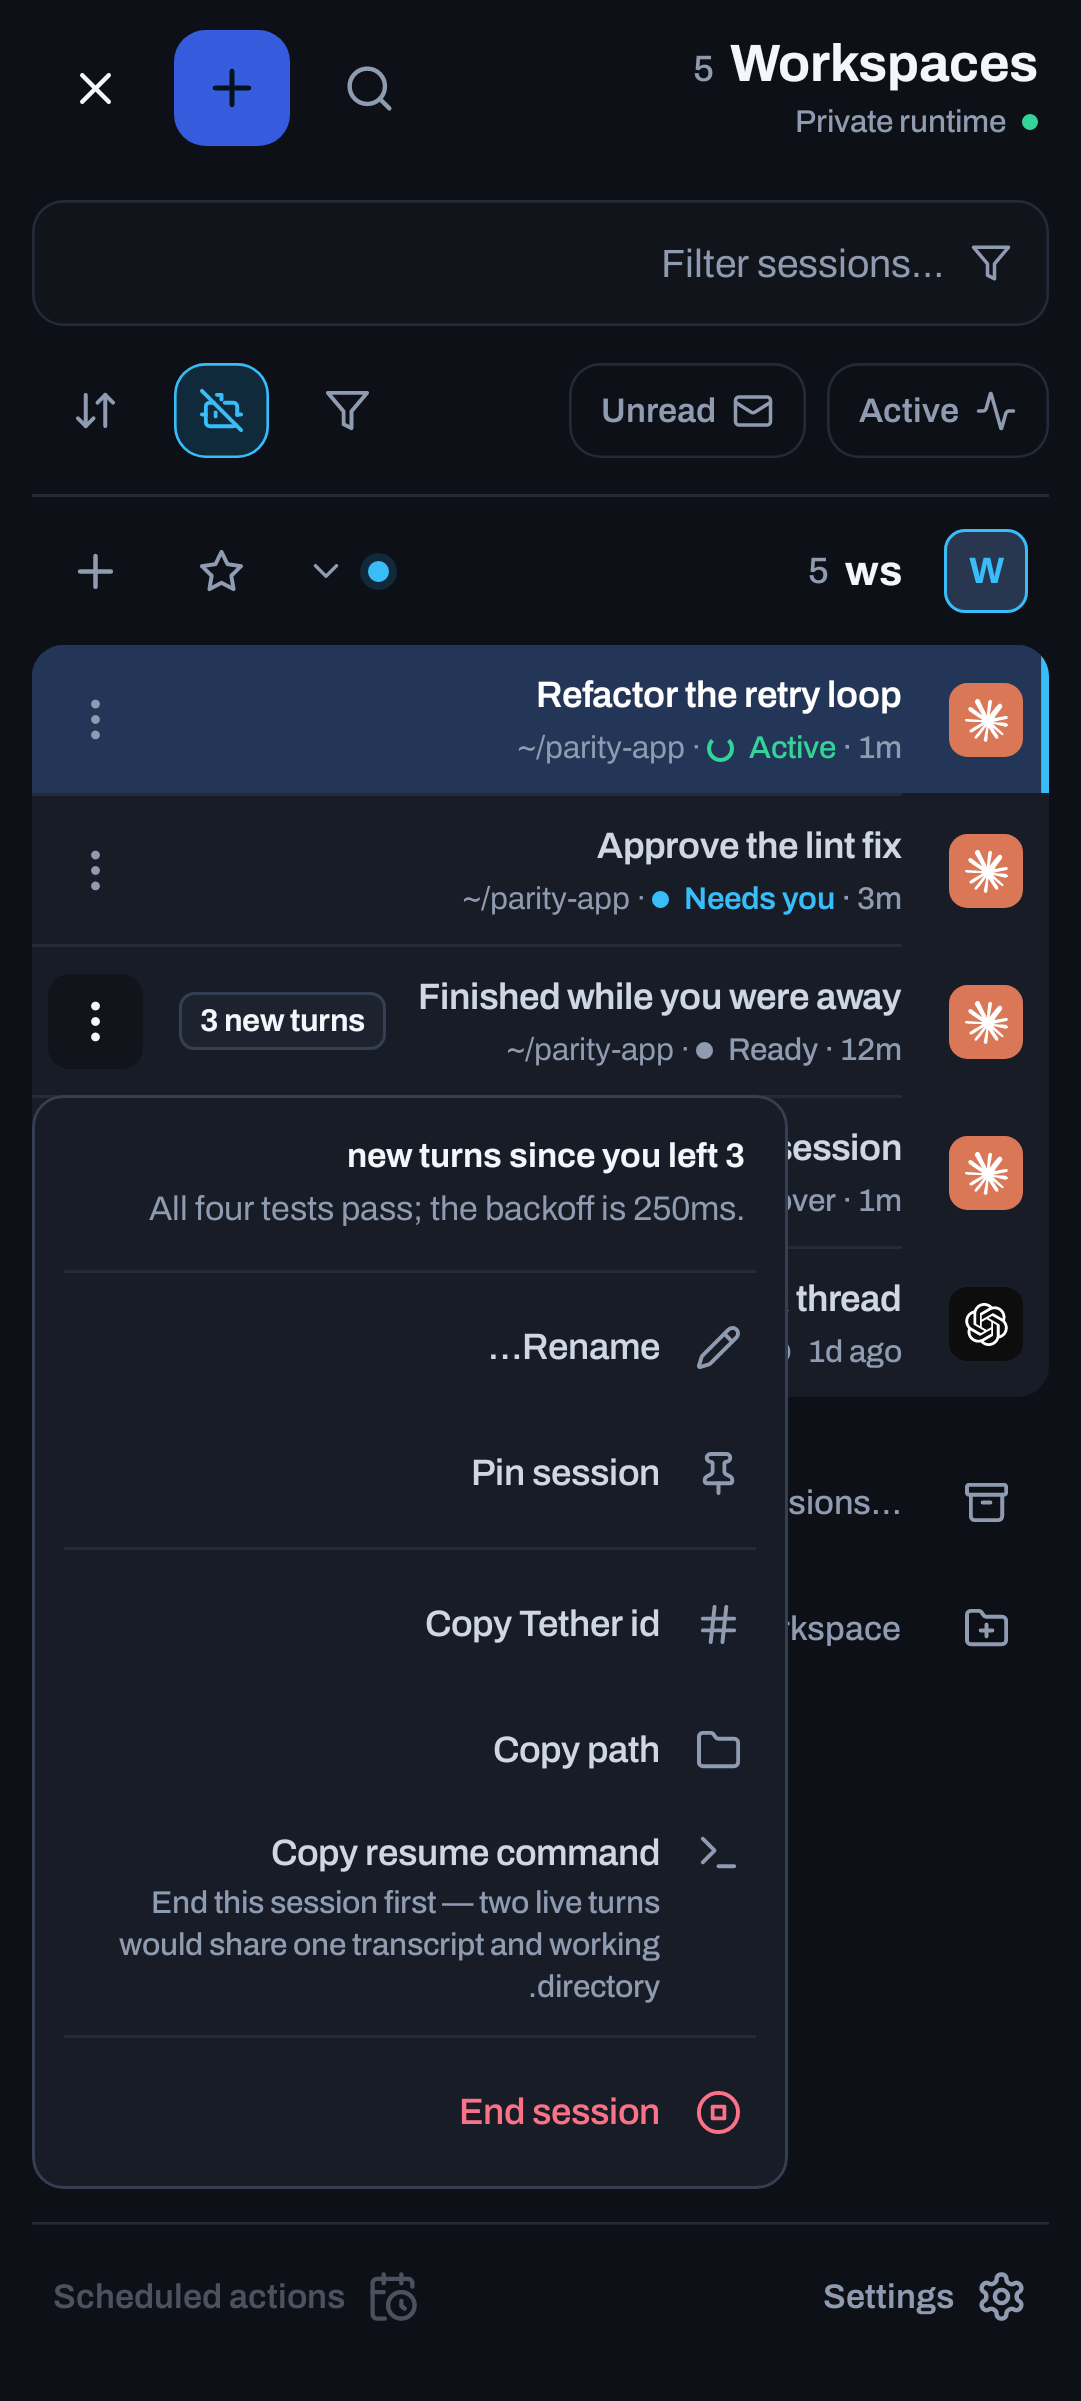 5 Workspaces
Private runtime
Filter sessions...
Unread
Active
5 ws W
Refactor the retry loop
~/parity-app · Active · 1m
Approve the lint fix
~/parity-app · Needs you · 3m
3 new turns Finished while you were away
~/parity-app · Ready · 12m
session
1m
thread
1d ago
new turns since you left 3
All four tests pass; the backoff is 250ms.
...Rename
Pin session
Copy Tether id
Copy path
Copy resume command
End this session first — two live turns
would share one transcript and working
.directory
End session
Scheduled actions
Settings